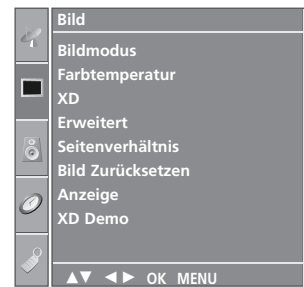 Bild
Bildmodus
Farbtemperatur
XD
Erweitert
Seitenverhältnis
Bild Zurücksetzen
Anzeige
XD Demo
▲▼ ◄► OK MENU